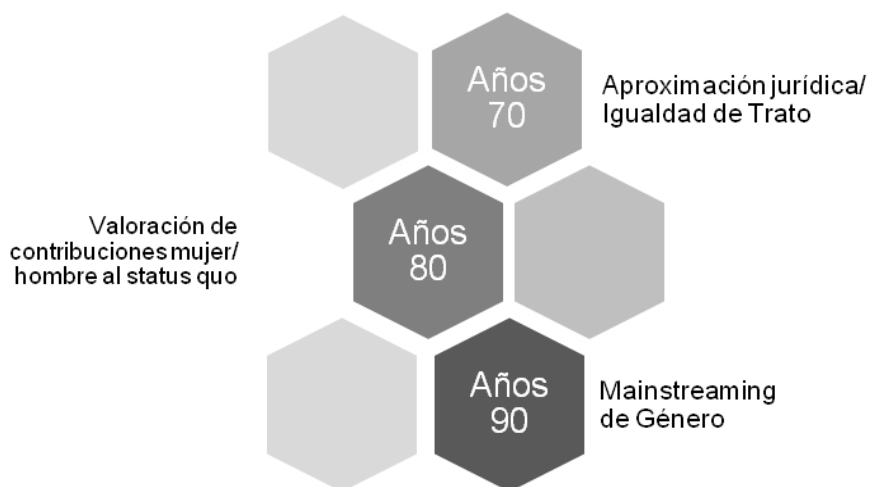 Años
70
Aproximación jurídica/
Igualdad de Trato
Valoración de
contribuciones mujer/
hombre al status quo
Años
80
Años
90
Mainstreaming
de Género